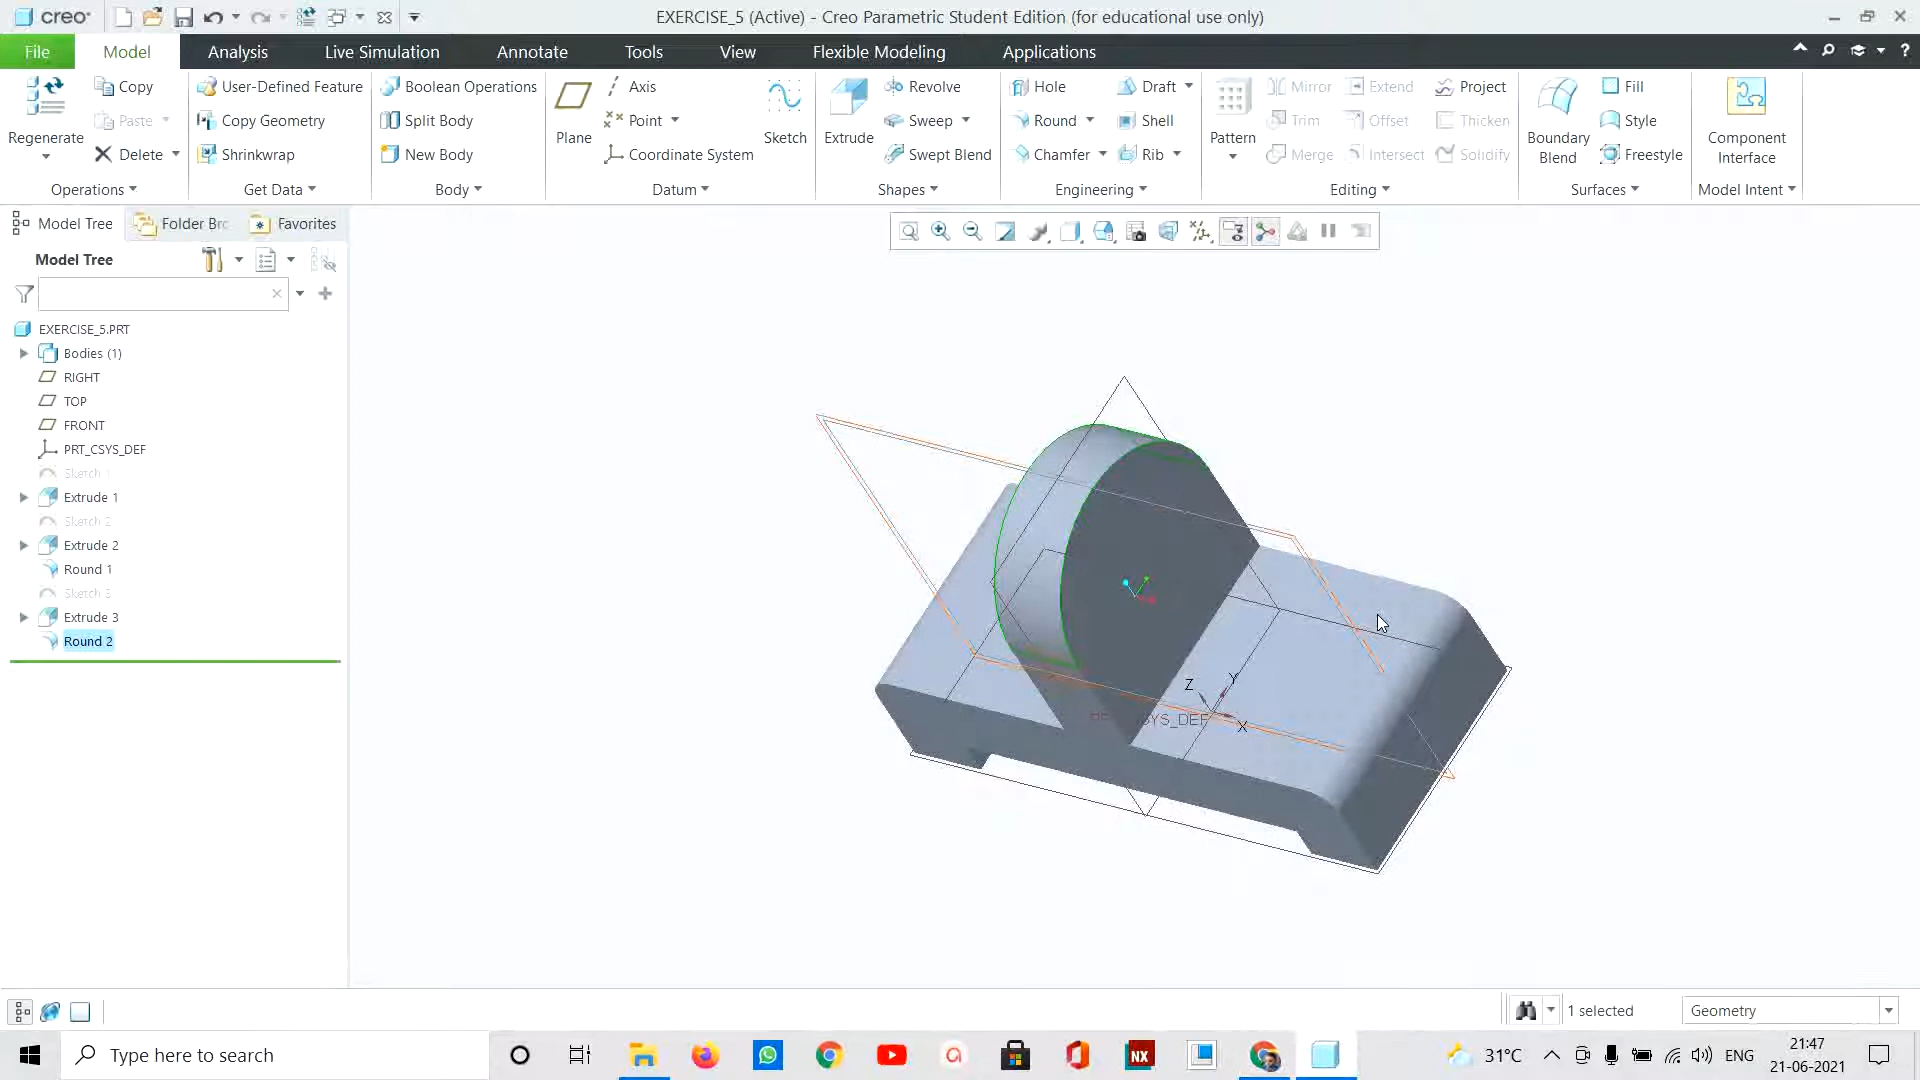 creo
EXERCISE_5 (Active) - Creo Parametric Student Edition (for educational use only)
File Model Analysis Live Simulation Annotate Tools View Flexible Modeling Applications
Regenerate
Copy
Paste
Delete
Operations
User-Defined Feature
Copy Geometry
Shrinkwrap
Get Data
Boolean Operations
Split Body
New Body
Body
Plane
Axis
Point
Coordinate System
Sketch
Datum
Extrude
Revolve
Sweep
Swept Blend
Shapes
Hole
Round
Chamfer
Draft
Shell
Rib
Engineering
Pattern
Mirror
Trim
Merge
Extend
Offset
Intersect
Project
Thicken
Solidify
Editing
Boundary
Blend
Fill
Style
Freestyle
Surfaces
Component
Interface
Model Intent
Model Tree Folder Brc Favorites
Model Tree
EXERCISE_5.PRT
Bodies (1)
RIGHT
TOP
FRONT
PRT_CSYS_DEF
Sketch
Extrude 1
Sketch 2
Extrude 2
Round 1
Sketch 3
Extrude 3
Round 2
Z
Y
X
CSYS_DEF
1 selected
Geometry
Type here to search
NX
31°C
ENG
21:47
21-06-2021